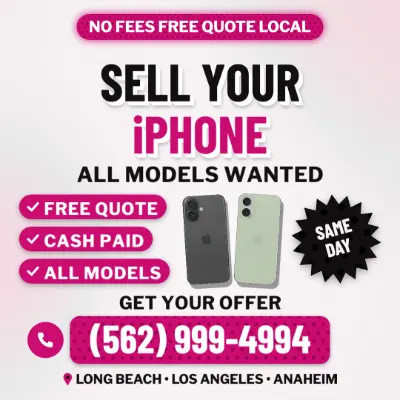 NO FEES FREE QUOTE LOCAL
SELL YOUR
iPHONE
ALL MODELS WANTED
FREE QUOTE
CASH PAID
ALL MODELS
SAME
DAY
GET YOUR OFFER
(562) 999-4994
LONG BEACH • LOS ANGELES • ANAHEIM